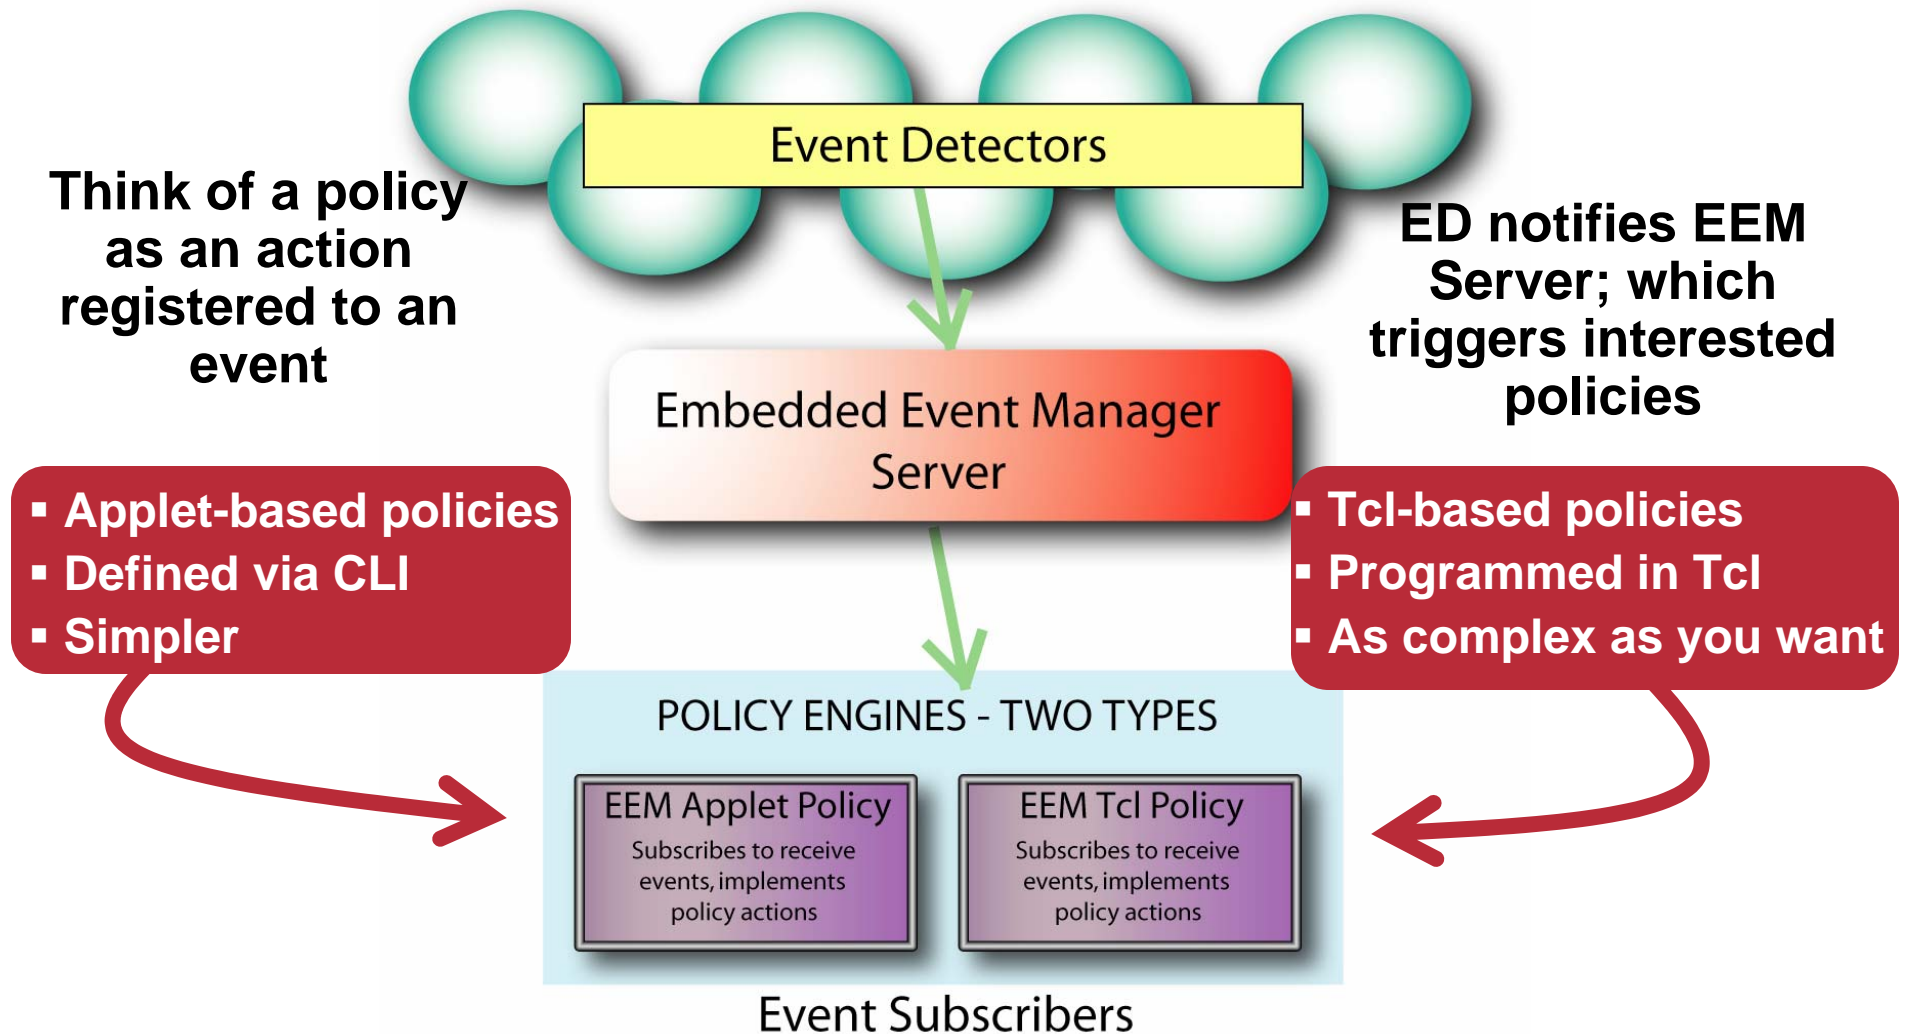 Event Detectors
Think of a policy
as an action
registered to an
event
ED notifies EEM
Server; which
triggers interested
policies
Embedded Event Manager
Server
▪ Applet-based policies
▪ Defined via CLI
▪ Simpler
▪ Tcl-based policies
▪ Programmed in Tcl
▪ As complex as you want
POLICY ENGINES - TWO TYPES
EEM Applet Policy
Subscribes to receive
events, implements
policy actions
EEM Tcl Policy
Subscribes to receive
events, implements
policy actions
Event Subscribers